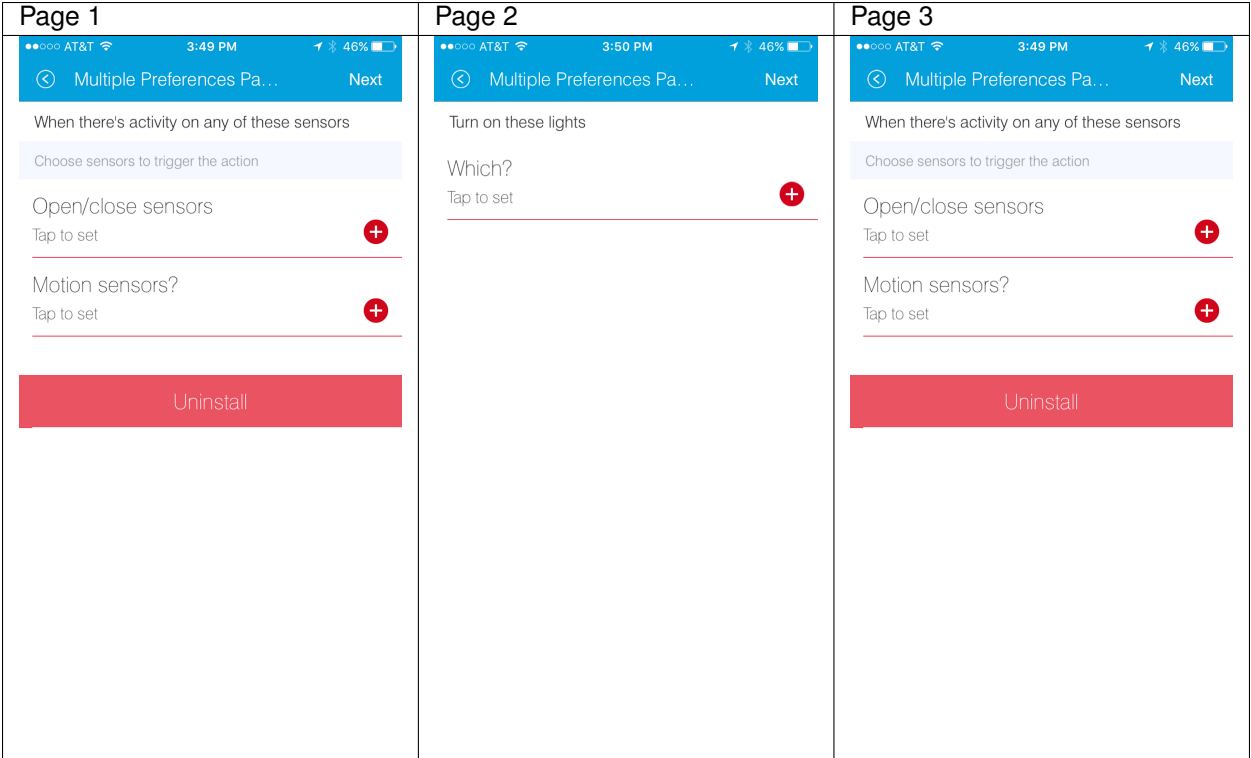 Page 1
●●○○○ AT&T 3:49 PM 46%
Multiple Preferences Pa... Next
When there's activity on any of these sensors
Choose sensors to trigger the action
Open/close sensors
Tap to set
Motion sensors?
Tap to set
Uninstall
Page 2
●●○○○ AT&T 3:50 PM 46%
Multiple Preferences Pa... Next
Turn on these lights
Which?
Tap to set
Page 3
●●○○○ AT&T 3:49 PM 46%
Multiple Preferences Pa... Next
When there's activity on any of these sensors
Choose sensors to trigger the action
Open/close sensors
Tap to set
Motion sensors?
Tap to set
Uninstall